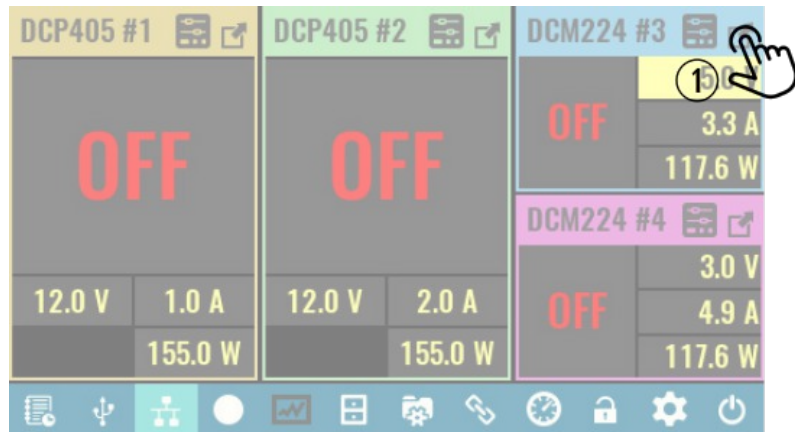 DCP405 #1
OFF
12.0 V
1.0 A
155.0 W
DCP405 #2
OFF
12.0 V
2.0 A
155.0 W
DCM224 #3
OFF
1
3.3 A
117.6 W
DCM224 #4
OFF
3.0 V
4.9 A
117.6 W